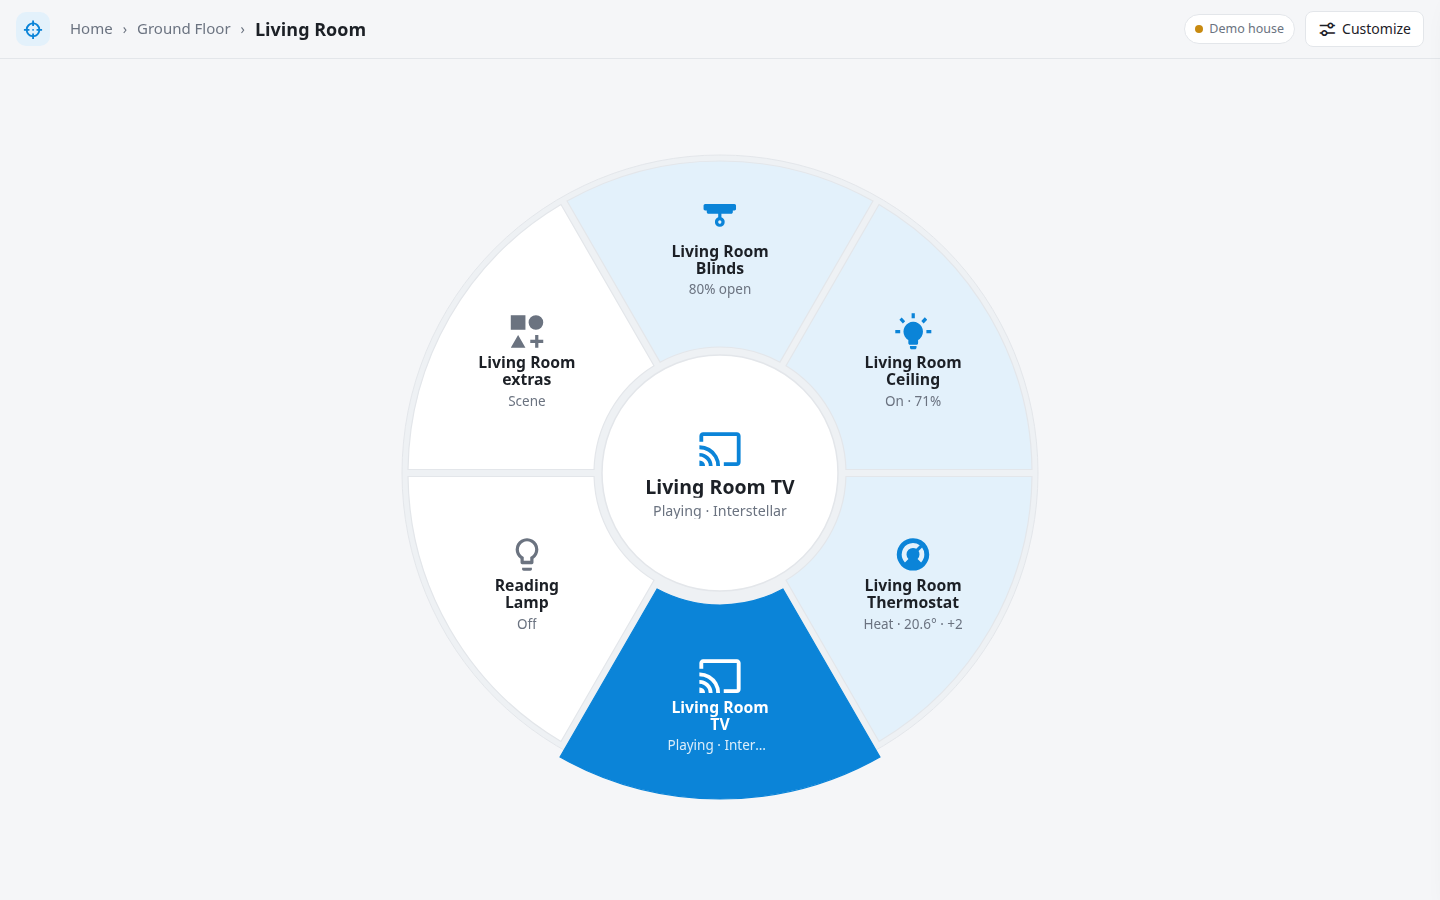 Home › Ground Floor › Living Room
Demo house
Customize
Living Room
Blinds
80% open
Living Room
extras
Scene
Living Room
Ceiling
On · 71%
Living Room TV
Playing · Interstellar
Reading
Lamp
Off
Living Room
Thermostat
Heat · 20.6° · +2
Living Room
TV
Playing · Inter...